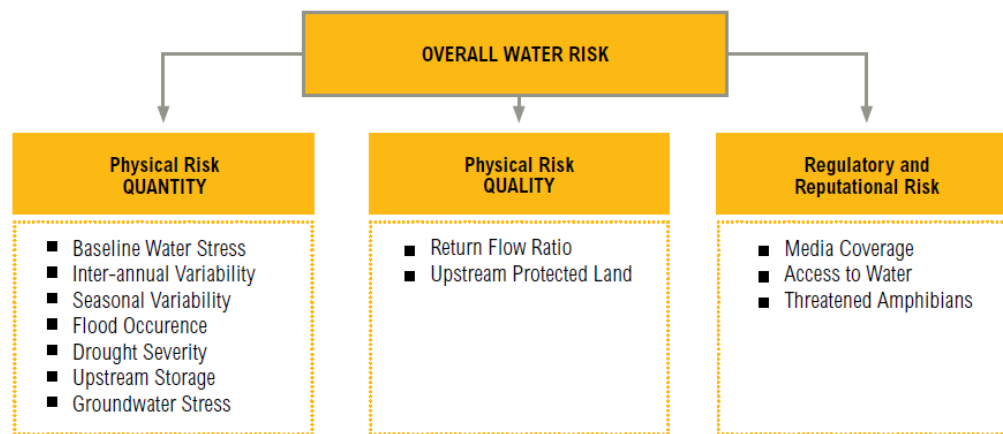 OVERALL WATER RISK
Physical Risk
QUANTITY
■ Baseline Water Stress
■ Inter-annual Variability
■ Seasonal Variability
■ Flood Occurence
■ Drought Severity
■ Upstream Storage
■ Groundwater Stress
Physical Risk
QUALITY
■ Return Flow Ratio
■ Upstream Protected Land
Regulatory and
Reputational Risk
■ Media Coverage
■ Access to Water
■ Threatened Amphibians